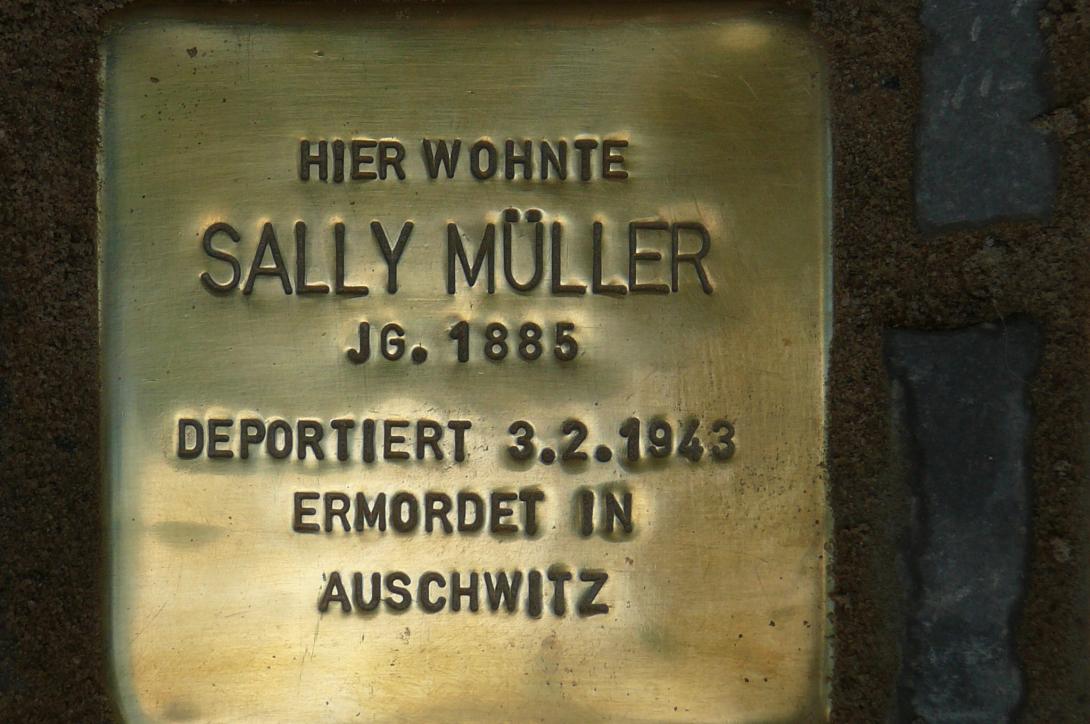 HIER WOHNTE
SALLY MÜLLER
JG. 1885
DEPORTIERT 3.2.1943
ERMORDET IN
AUSCHWITZ